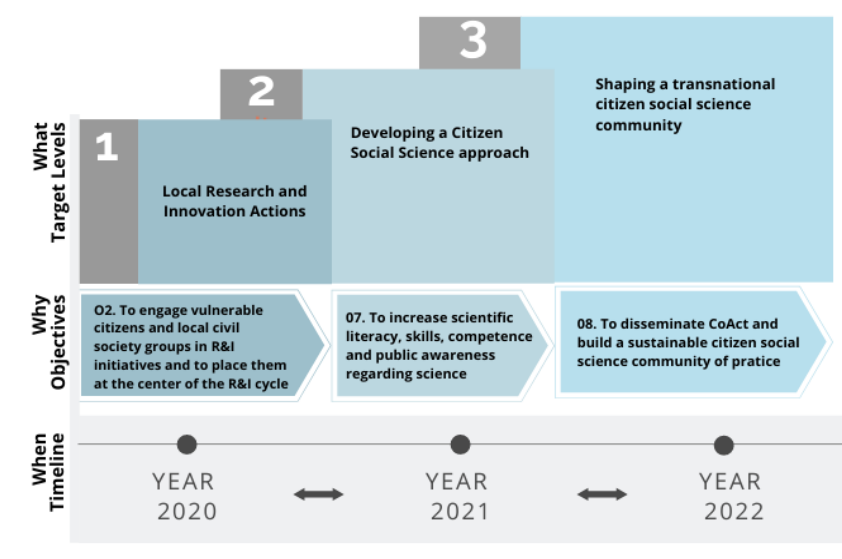 3
2
1
Shaping a transnational
citizen social science
community
Developing a Citizen
Social Science approach
Local Research and
Innovation Actions
What
Target Levels
Why
Objectives
O2. To engage vulnerable
citizens and local civil
society groups in R&I
initiatives and to place them
at the center of the R&I cycle
07. To increase scientific
literacy, skills, competence
and public awareness
regarding science
08. To disseminate CoAct and
build a sustainable citizen social
science community of pratice
When
Timeline
YEAR
2020
YEAR
2021
YEAR
2022